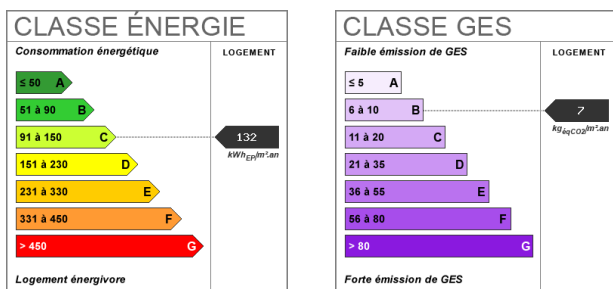 CLASSE ÉNERGIE
Consommation énergétique
LOGEMENT
≤ 50 A
51 à 90 B
91 à 150 C
132
kWhEP/m².an
151 à 230 D
231 à 330 E
331 à 450 F
> 450 G
Logement énergivore
CLASSE GES
Faible émission de GES
LOGEMENT
≤ 5 A
6 à 10 B
7
kgéqCO2/m².an
11 à 20 C
21 à 35 D
36 à 55 E
56 à 80 F
> 80 G
Forte émission de GES